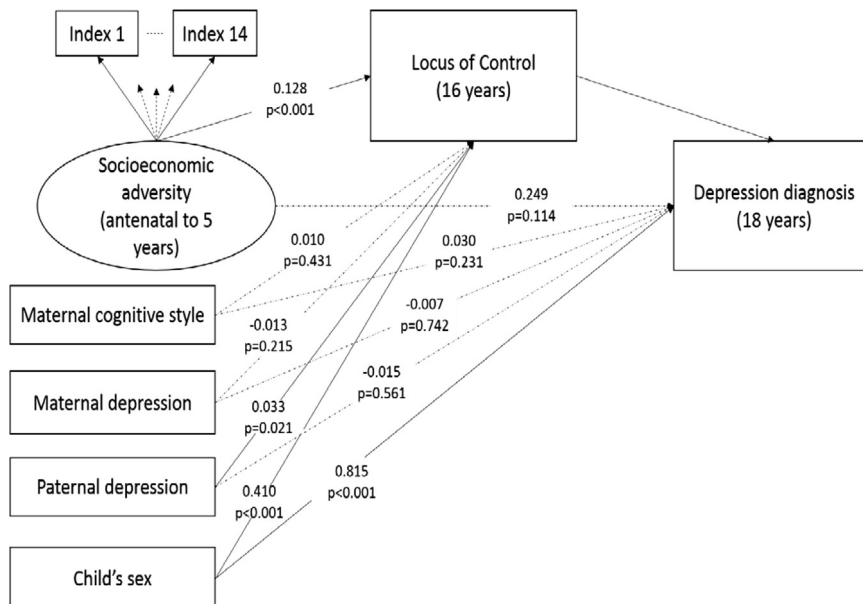 Index 1
Index 14
Locus of Control
(16 years)
0.128
p<0.001
Socioeconomic
adversity
(antenatal to 5
years)
Depression diagnosis
(18 years)
0.249
p=0.114
0.010
p=0.431
0.030
p=0.231
Maternal cognitive style
-0.013
p=0.215
-0.007
p=0.742
Maternal depression
-0.015
p=0.561
0.033
p=0.021
Paternal depression
0.815
p<0.001
0.410
p<0.001
Child's sex